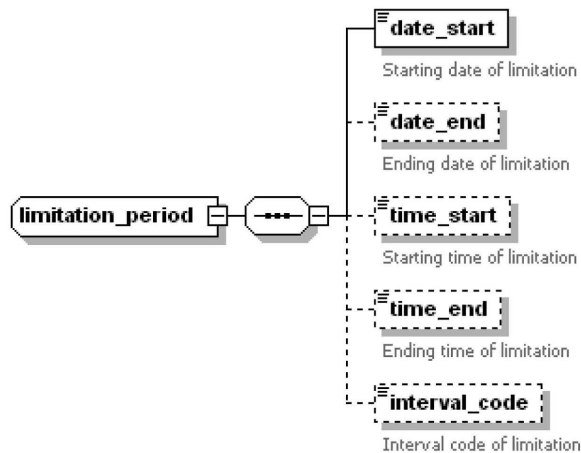 date_start
Starting date of limitation
date_end
Ending date of limitation
limitation_period
time_start
Starting time of limitation
time_end
Ending time of limitation
interval_code
Interval code of limitation